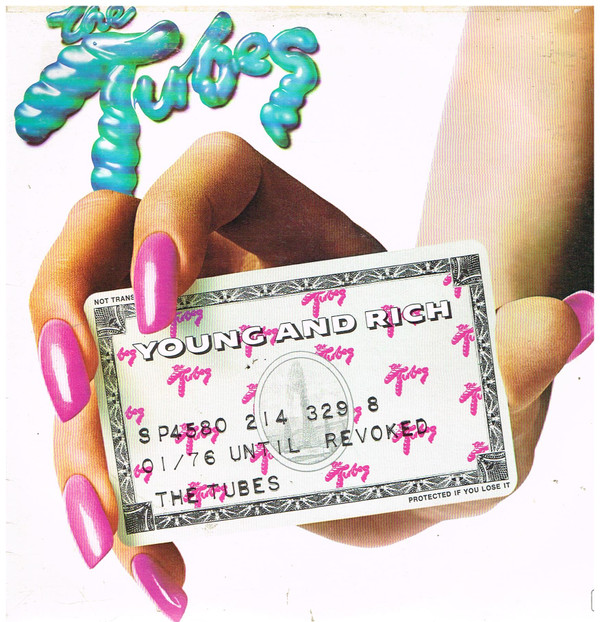 the Tubes
NOT TRANS
YOUNG AND RICH
SP4580 214 329 8
01/76 UNTIL REVOKED
THE TUBES
PROTECTED IF YOU LOSE IT